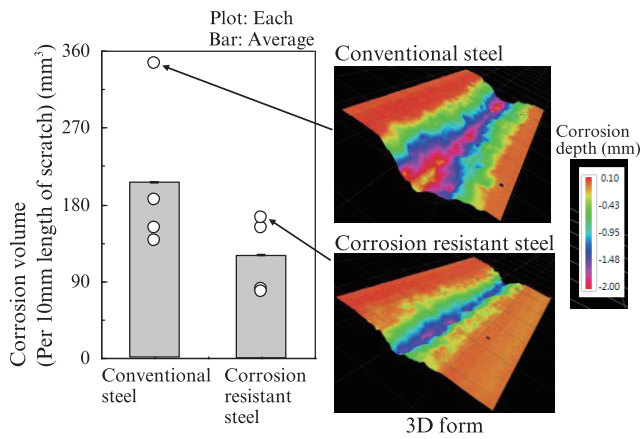 Plot: Each
Bar: Average
Corrosion volume
(Per 10mm length of scratch) (mm³)
360
270
180
90
0
Conventional
steel
Corrosion
resistant
steel
Conventional steel
Corrosion resistant steel
3D form
Corrosion
depth (mm)
0.10
-0.43
-0.95
-1.48
-2.00